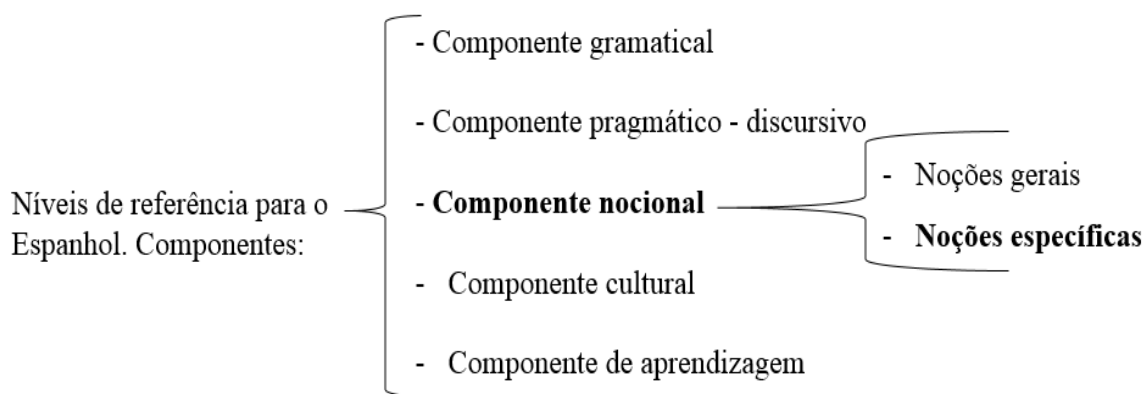 Níveis de referência para o
Espanhol. Componentes:
- Componente gramatical
- Componente pragmático - discursivo
- Componente nocional
- Componente cultural
- Componente de aprendizagem
- Noções gerais
- Noções específicas